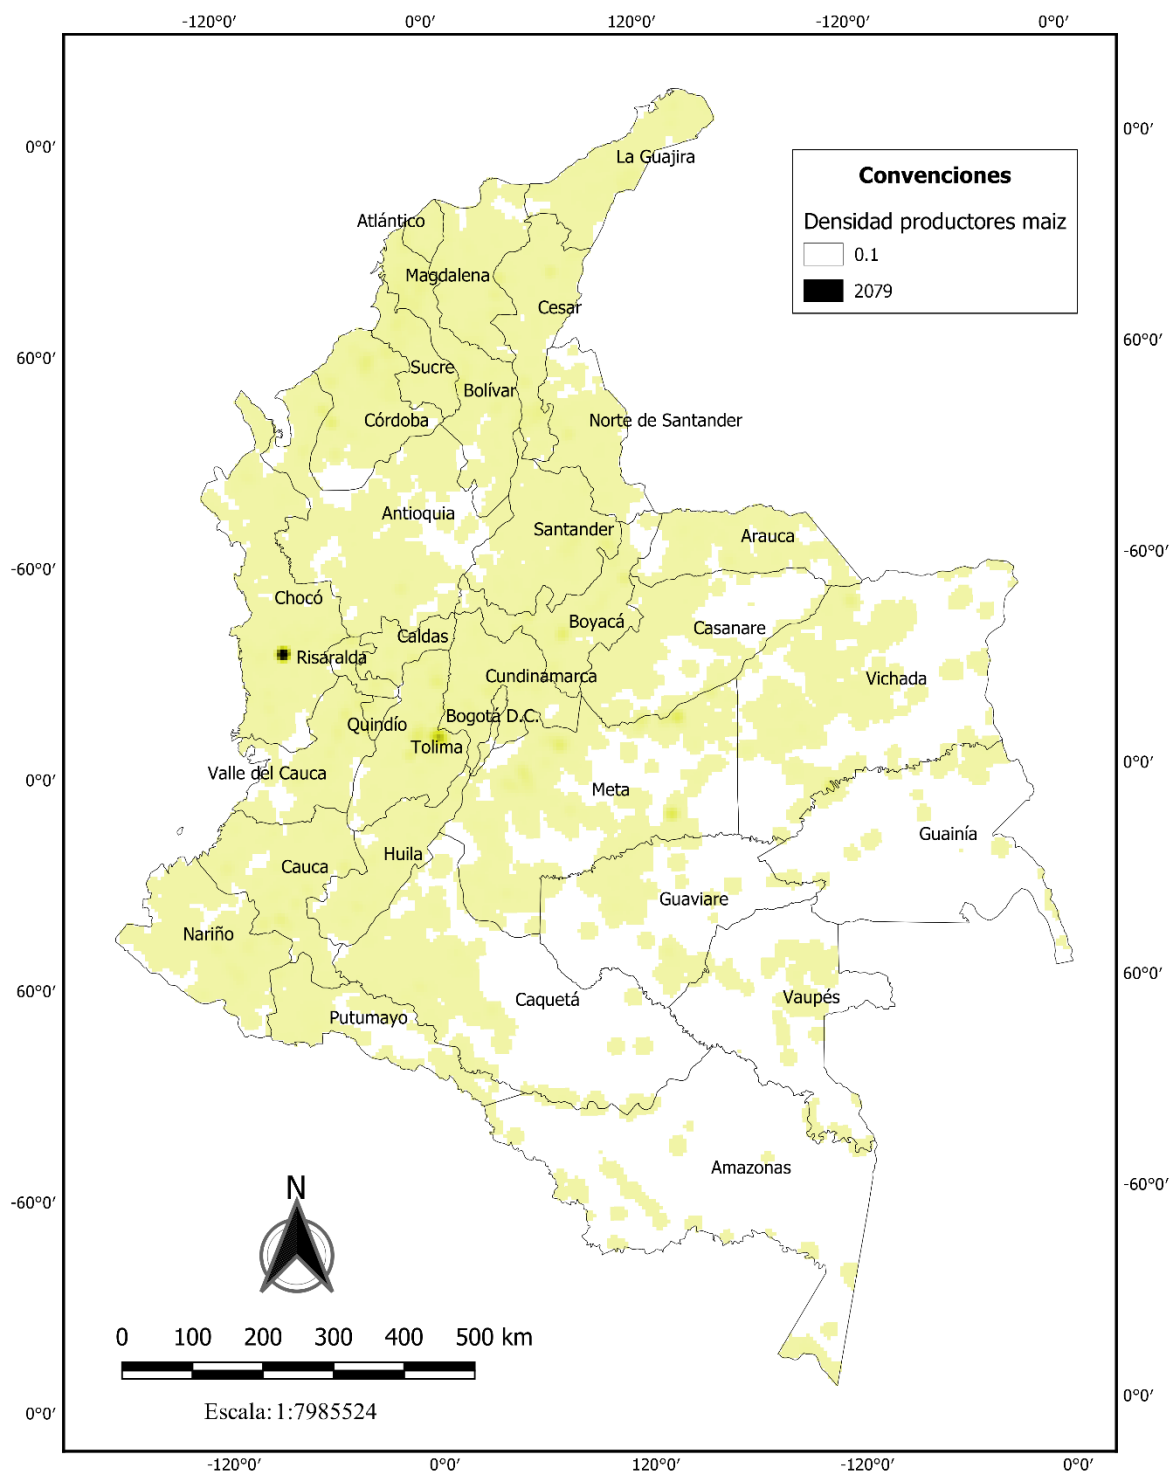 -120°0′ 0°0′ 120°0′ -120°0′ 0°0′
0°0′
0°0′
La Guajira
Convenciones
Densidad productores maiz
0.1
2079
Atlántico
Magdalena
Cesar
60°0′
60°0′
Sucre
Bolívar
Córdoba
Norte de Santander
Antioquia
Santander
Arauca
-60°0′
-60°0′
Chocó
Boyacá
Caldas
Casanare
Risaralda
Cundinamarca
Vichada
Bogotá D.C.
Quindío
Tolima
0°0′
0°0′
Valle del Cauca
Meta
Guainía
Huila
Cauca
Guaviare
Nariño
60°0′
60°0′
Caquetá
Vaupés
Putumayo
Amazonas
-60°0′
-60°0′
N
0 100 200 300 400 500 km
Escala: 1:7985524
0°0′
0°0′
-120°0′ 0°0′ 120°0′ -120°0′ 0°0′